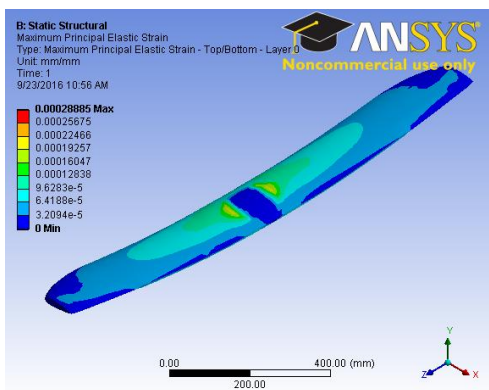 B: Static Structural
Maximum Principal Elastic Strain
Type: Maximum Principal Elastic Strain - Top/Bottom - Layer 0
Unit: mm/mm
Time: 1
9/23/2016 10:56 AM
ANSYS
Noncommercial use only
0.00028885 Max
0.00025675
0.00022466
0.00019257
0.00016047
0.00012838
9.6283e-5
6.4188e-5
3.2094e-5
0 Min
0.00
400.00 (mm)
200.00
Y
Z
X